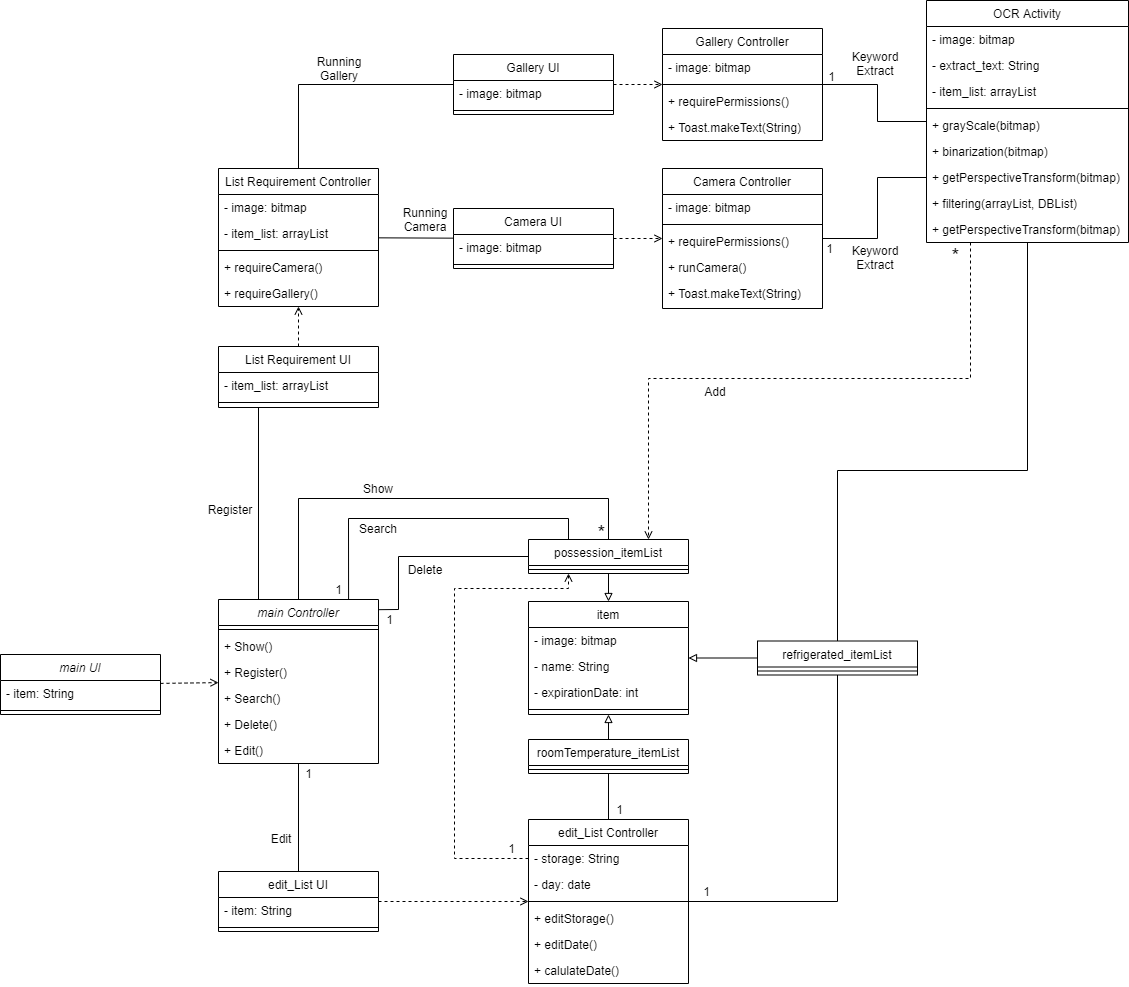 OCR Activity
- image: bitmap
- extract_text: String
- item_list: arrayList
+ grayScale(bitmap)
+ binarization(bitmap)
+ getPerspectiveTransform(bitmap)
+ filtering(arrayList, DBList)
+ getPerspectiveTransform(bitmap)
*
Gallery Controller
- image: bitmap
+ requirePermissions()
+ Toast.makeText(String)
1
Keyword
Extract
Running
Gallery
Gallery UI
- image: bitmap
List Requirement Controller
- image: bitmap
- item_list: arrayList
+ requireCamera()
+ requireGallery()
Running
Camera
Camera UI
- image: bitmap
Camera Controller
- image: bitmap
+ requirePermissions()
+ runCamera()
+ Toast.makeText(String)
1
Keyword
Extract
List Requirement UI
- item_list: arrayList
Add
Register
Show
Search
*
Delete
1
1
possession_itemList
main Controller
+ Show()
+ Register()
+ Search()
+ Delete()
+ Edit()
1
main UI
- item: String
item
- image: bitmap
- name: String
- expirationDate: int
refrigerated_itemList
roomTemperature_itemList
1
Edit
edit_List UI
- item: String
1
edit_List Controller
- storage: String
- day: date
+ editStorage()
+ editDate()
+ calulateDate()
1